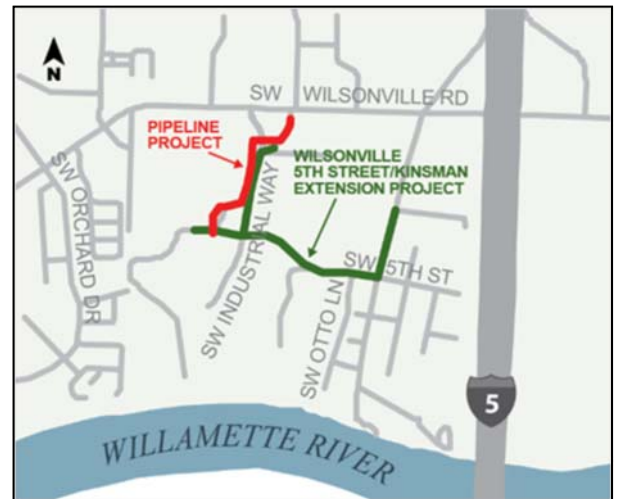 N
SW WILSONVILLE RD
PIPELINE
PROJECT
WILSONVILLE
5TH STREET/KINSMAN
EXTENSION PROJECT
SW ORCHARD DR
SW INDUSTRIAL WAY
SW 5TH ST
SW OTTO LN
5
WILLAMETTE RIVER